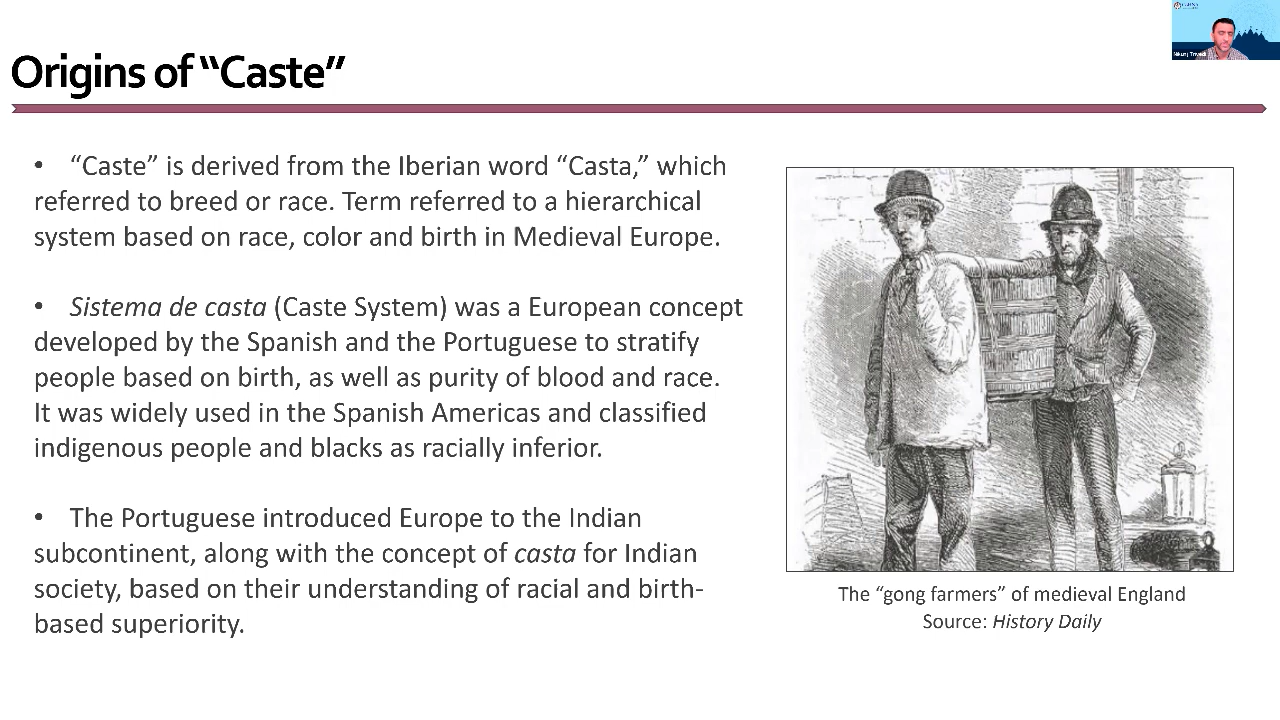 Origins of “Caste”
• “Caste” is derived from the Iberian word “Casta,” which
referred to breed or race. Term referred to a hierarchical
system based on race, color and birth in Medieval Europe.
• Sistema de casta (Caste System) was a European concept
developed by the Spanish and the Portuguese to stratify
people based on birth, as well as purity of blood and race.
It was widely used in the Spanish Americas and classified
indigenous people and blacks as racially inferior.
• The Portuguese introduced Europe to the Indian
subcontinent, along with the concept of casta for Indian
society, based on their understanding of racial and birth-
based superiority.
The “gong farmers” of medieval England
Source: History Daily
Nikunj Trivedi